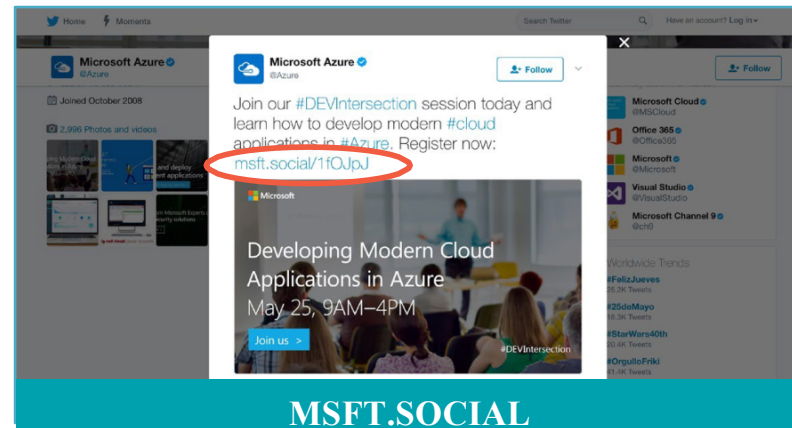 Home Moments Search Twitter Have an account? Log in
Microsoft Azure
@Azure
Follow
Joined October 2008
2,996 Photos and videos
and deploy
Microsoft Azure
@Azure
Follow
Join our #DEVIntersection session today and
learn how to develop modern #cloud
applications in #Azure. Register now:
msft.social/1fOJpJ
Microsoft
Developing Modern Cloud
Applications in Azure
May 25, 9AM–4PM
Join us >
#DEVIntersection
Microsoft Cloud
@MSCloud
Office 365
@Office365
Microsoft
@Microsoft
Visual Studio
@VisualStudio
Microsoft Channel 9
@ch9
Worldwide Trends
#FelizJueves
#25deMayo
#StarWars40th
#OrgulloFriki
MSFT.SOCIAL